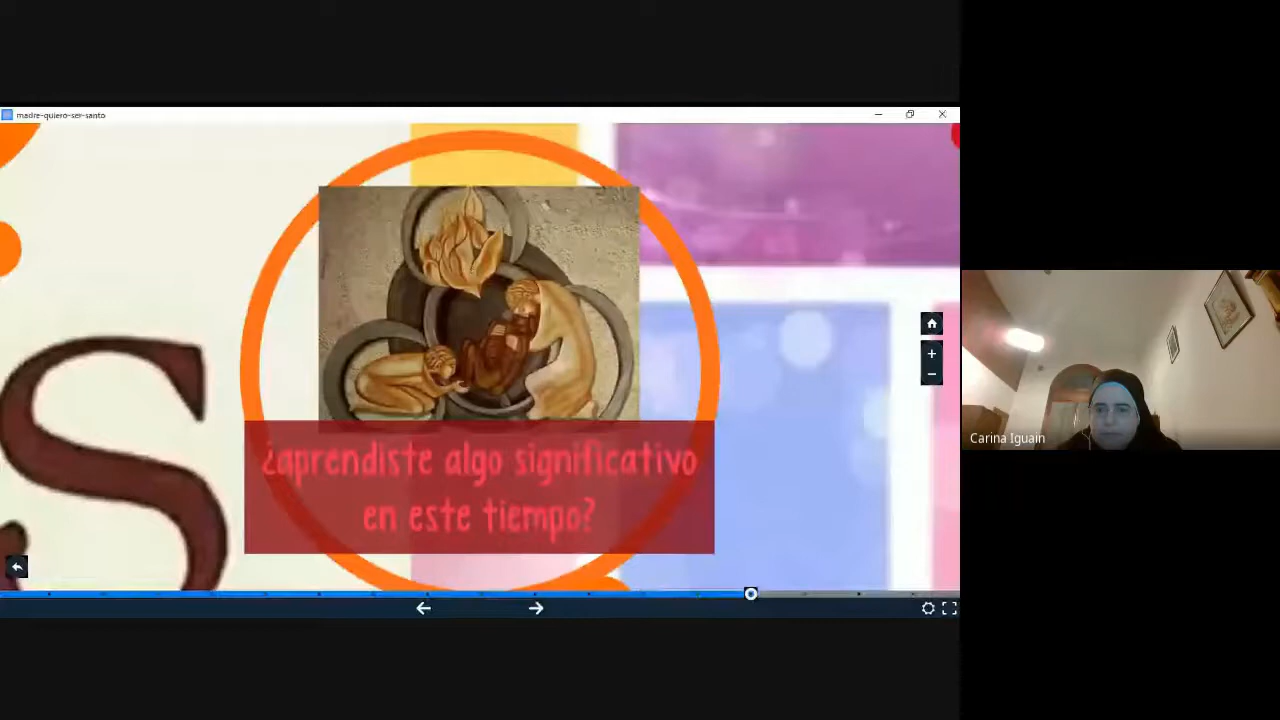 madre-quiero-ser-santo
S
¿aprendiste algo significativo
en este tiempo?
Carina Iguain